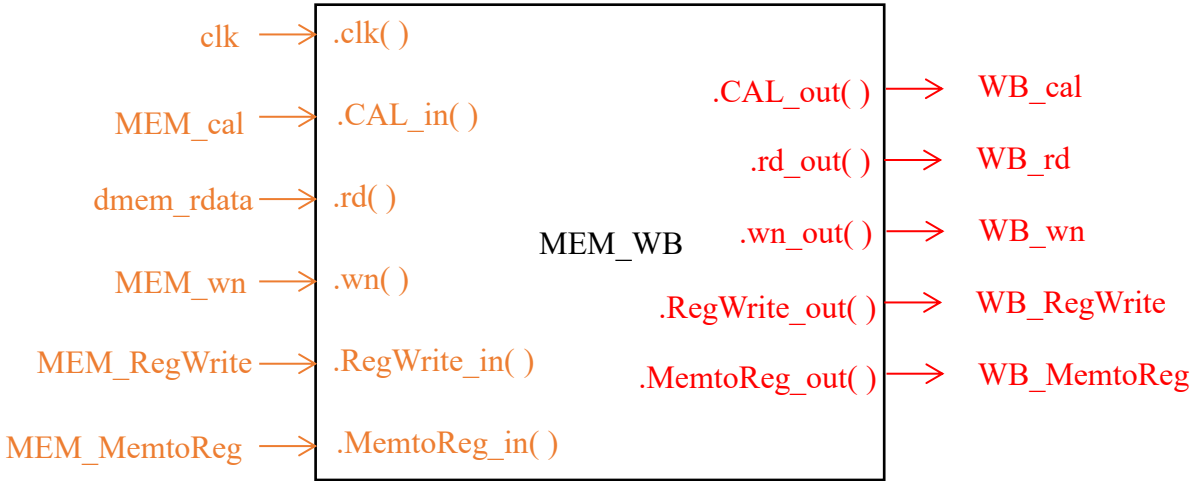 clk .clk( )
MEM_cal .CAL_in( )
dmem_rdata .rd( )
MEM_wn .wn( )
MEM_RegWrite .RegWrite_in( )
MEM_MemtoReg .MemtoReg_in( )
MEM_WB
.CAL_out( ) WB_cal
.rd_out( ) WB_rd
.wn_out( ) WB_wn
.RegWrite_out( ) WB_RegWrite
.MemtoReg_out( ) WB_MemtoReg